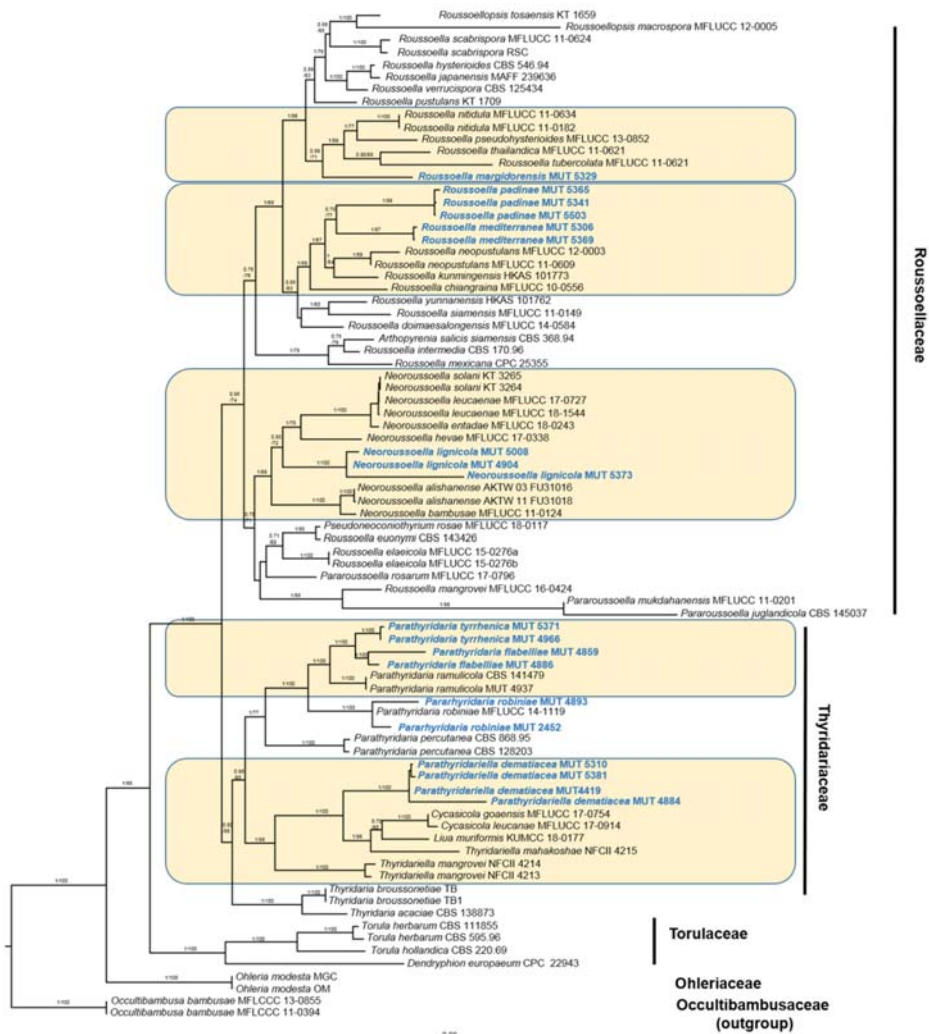 Roussoellopsis tosaensis KT 1659
Roussoellopsis macrospora MFLUCC 12-0005
Roussoella scabrispora MFLUCC 11-0624
Roussoella scabrispora RSC
Roussoella hysterioides CBS 546.94
Roussoella japanensis MAFF 239636
Roussoella verrucispora CBS 125434
Roussoella pustulans KT 1709
Roussoella nitidula MFLUCC 11-0634
Roussoella nitidula MFLUCC 11-0182
Roussoella pseudohysterioides MFLUCC 13-0852
Roussoella thailandica MFLUCC 11-0621
Roussoella tubercolata MFLUCC 11-0621
Roussoella margidorensis MUT 5329
Roussoella padinae MUT 5365
Roussoella padinae MUT 5341
Roussoella padinae MUT 5503
Roussoella mediterranea MUT 5306
Roussoella mediterranea MUT 5369
Roussoella neopustulans MFLUCC 12-0003
Roussoella neopustulans MFLUCC 11-0609
Roussoella kunmingensis HKAS 101773
Roussoella chiangraina MFLUCC 10-0556
Roussoella yunnanensis HKAS 101762
Roussoella siamensis MFLUCC 11-0149
Roussoella doimaesalongensis MFLUCC 14-0584
Arthopyrenia salicis siamensis CBS 368.94
Roussoella intermedia CBS 170.96
Roussoella mexicana CPC 25355
Neoroussoella solani KT 3265
Neoroussoella solani KT 3264
Neoroussoella leucaenae MFLUCC 17-0727
Neoroussoella leucaenae MFLUCC 18-1544
Neoroussoella entadae MFLUCC 18-0243
Neoroussoella hevae MFLUCC 17-0338
Neoroussoella lignicola MUT 5008
Neoroussoella lignicola MUT 4904
Neoroussoella lignicola MUT 5373
Neoroussoella alishanense AKTW 03 FU31016
Neoroussoella alishanense AKTW 11 FU31018
Neoroussoella bambusae MFLUCC 11-0124
Pseudoneoconiothyrium rosae MFLUCC 18-0117
Roussoella euonymi CBS 143426
Roussoella elaeicola MFLUCC 15-0276a
Roussoella elaeicola MFLUCC 15-0276b
Pararoussoella rosarum MFLUCC 17-0796
Roussoella mangrovei MFLUCC 16-0424
Pararoussoella mukdahanensis MFLUCC 11-0201
Pararoussoella juglandicola CBS 145037
Roussoellaceae
Parathyridaria tyrrhenica MUT 5371
Parathyridaria tyrrhenica MUT 4966
Parathyridaria flabelliae MUT 4859
Parathyridaria flabelliae MUT 4886
Parathyridaria ramulicola CBS 141479
Parathyridaria ramulicola MUT 4937
Pararhyridaria robiniae MUT 4893
Parathyridaria robiniae MFLUCC 14-1119
Pararhyridaria robiniae MUT 2452
Parathyridaria percutanea CBS 868.95
Parathyridaria percutanea CBS 128203
Parathyridariella dematiacea MUT 5310
Parathyridariella dematiacea MUT 5381
Parathyridariella dematiacea MUT4419
Parathyridariella dematiacea MUT 4884
Cycasicola goaensis MFLUCC 17-0754
Cycasicola leucanae MFLUCC 17-0914
Liua muriformis KUMCC 18-0177
Thyridariella mahakoshae NFCII 4215
Thyridariella mangrovei NFCII 4214
Thyridariella mangrovei NFCII 4213
Thyridaria broussonetiae TB
Thyridaria broussonetiae TB1
Thyridaria acaciae CBS 138873
Thyridariaceae
Torula herbarum CBS 111855
Torula herbarum CBS 595.96
Torula hollandica CBS 220.69
Dendryphion europaeum CPC 22943
Torulaceae
Ohleria modesta MGC
Ohleria modesta OM
Ohleriaceae
Occultibambusa bambusae MFLCCC 13-0855
Occultibambusa bambusae MFLCCC 11-0394
Occultibambusaceae
(outgroup)